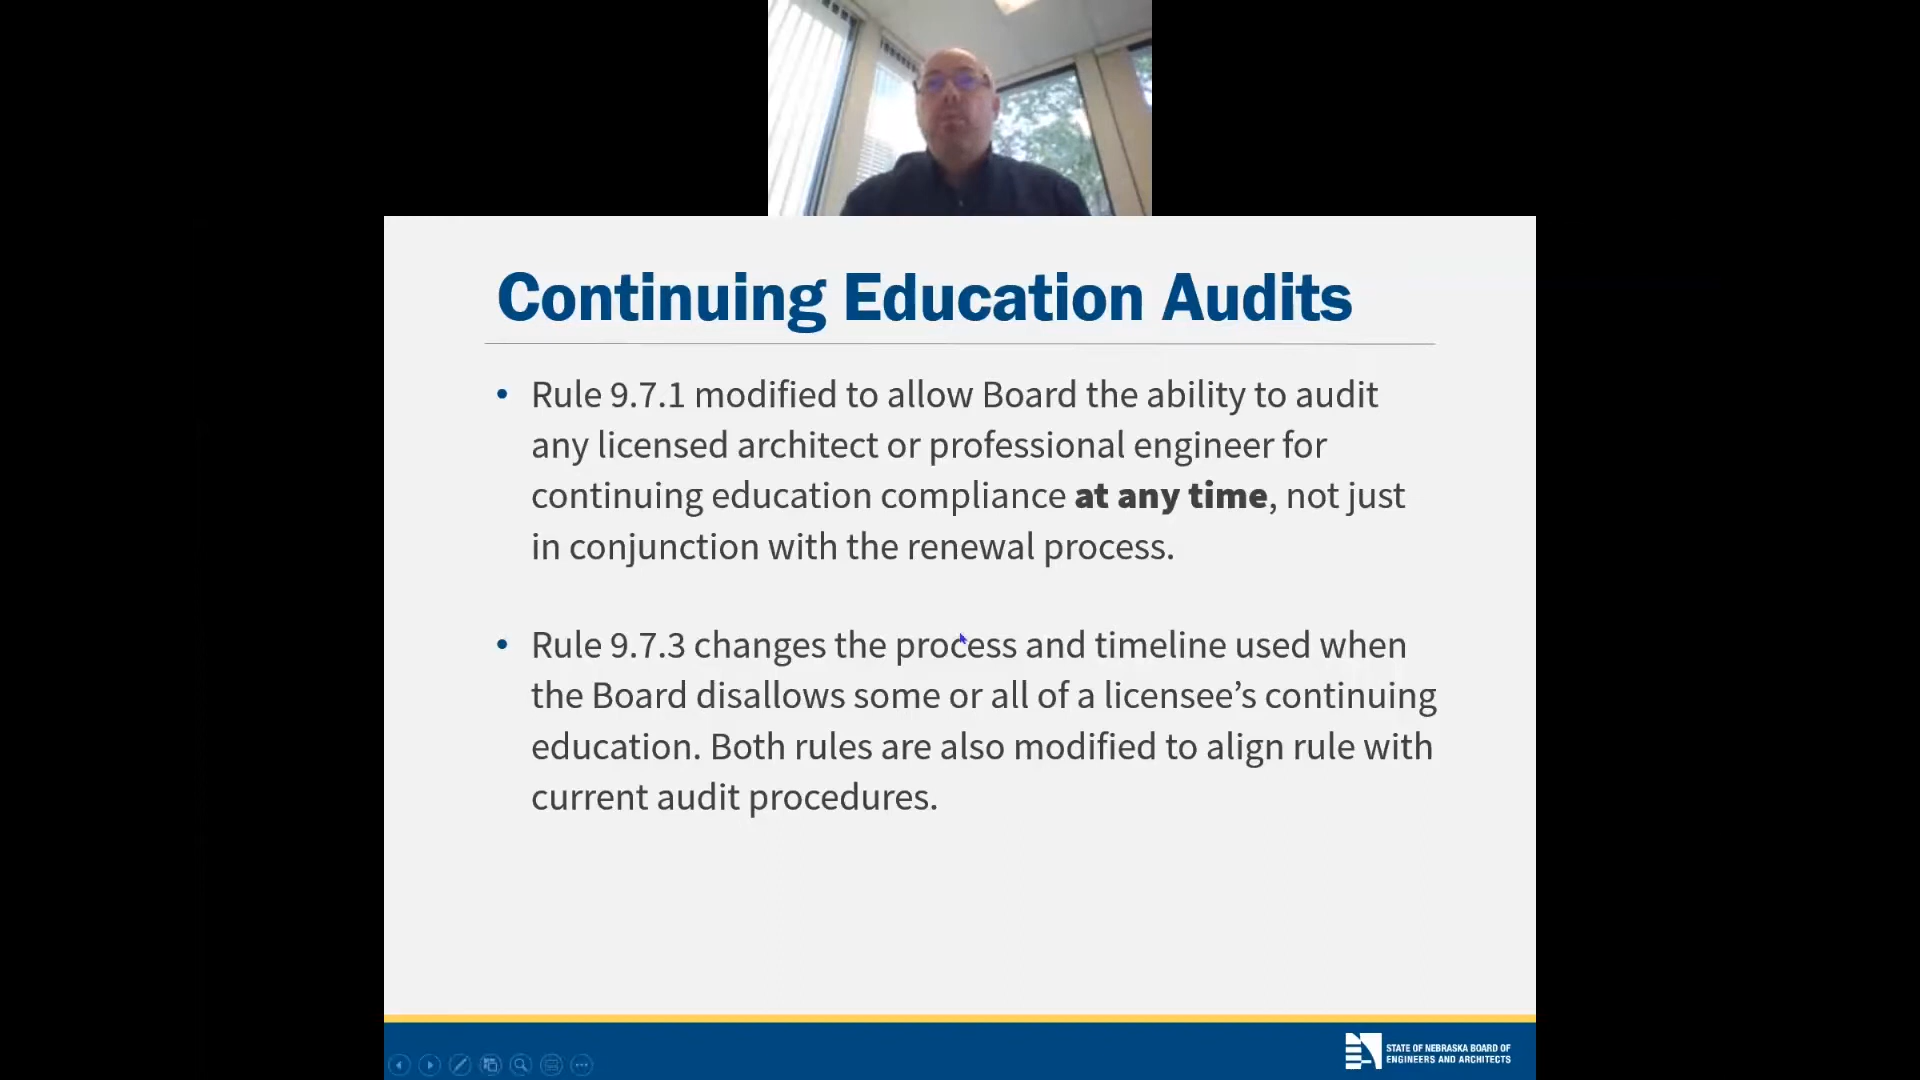 Continuing Education Audits
• Rule 9.7.1 modified to allow Board the ability to audit
any licensed architect or professional engineer for
continuing education compliance at any time, not just
in conjunction with the renewal process.
• Rule 9.7.3 changes the process and timeline used when
the Board disallows some or all of a licensee’s continuing
education. Both rules are also modified to align rule with
current audit procedures.
STATE OF NEBRASKA BOARD OF
ENGINEERS AND ARCHITECTS